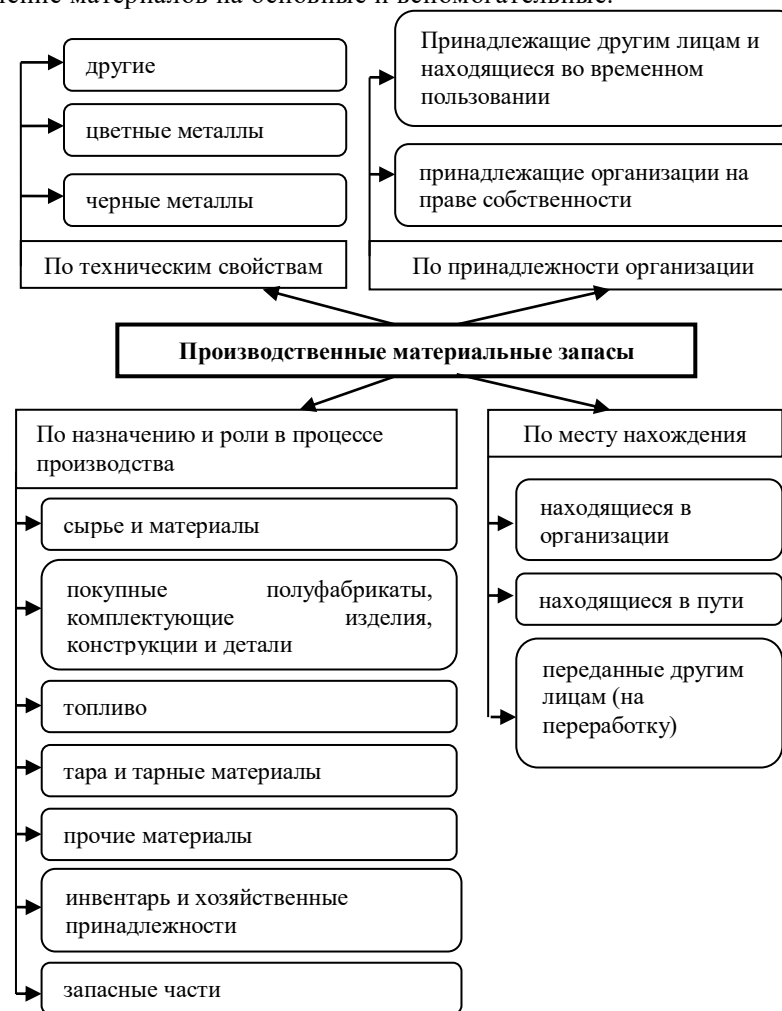 материалов на основные и вспомогательные.
другие
цветные металлы
черные металлы
По техническим свойствам
Принадлежащие другим лицам и
находящиеся во временном
пользовании
принадлежащие организации на
праве собственности
По принадлежности организации
Производственные материальные запасы
По назначению и роли в процессе
производства
сырье и материалы
покупные полуфабрикаты,
комплектующие изделия,
конструкции и детали
топливо
тара и тарные материалы
прочие материалы
инвентарь и хозяйственные
принадлежности
запасные части
По месту нахождения
находящиеся в
организации
находящиеся в пути
переданные другим
лицам (на
переработку)